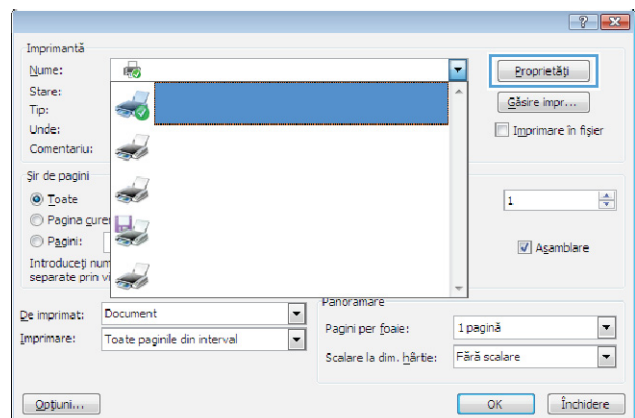 Imprimantă
Nume:
Proprietăți
Stare:
Tip:
Găsire impr...
Unde:
Imprimare în fișier
Comentariu:
Șir de pagini
Toate
1
Pagina
Pagini:
Asamblare
Introduceți
separate prin
Panoramare
De imprimat: Document
Pagini per foaie: 1 pagină
Imprimare: Toate paginile din interval
Scalare la dim. hârtie: Fără scalare
Opțiuni...
OK
Închidere